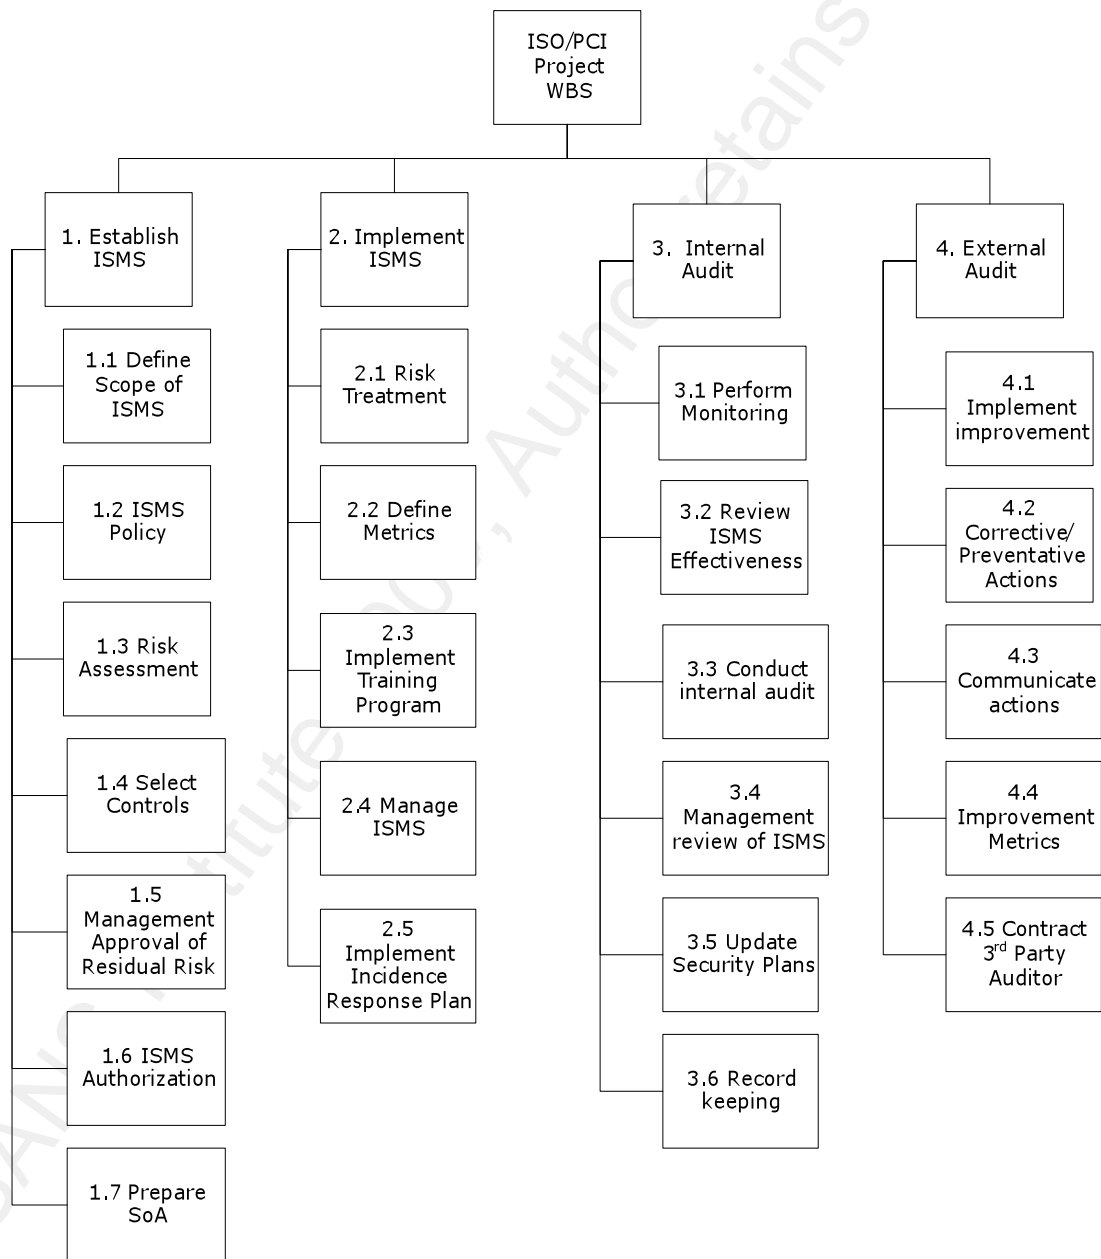 ISO/PCI
Project
WBS
1. Establish
ISMS
1.1 Define
Scope of
ISMS
1.2 ISMS
Policy
1.3 Risk
Assessment
1.4 Select
Controls
1.5
Management
Approval of
Residual Risk
1.6 ISMS
Authorization
1.7 Prepare
SoA
2. Implement
ISMS
2.1 Risk
Treatment
2.2 Define
Metrics
2.3
Implement
Training
Program
2.4 Manage
ISMS
2.5
Implement
Incidence
Response Plan
3. Internal
Audit
3.1 Perform
Monitoring
3.2 Review
ISMS
Effectiveness
3.3 Conduct
internal audit
3.4
Management
review of ISMS
3.5 Update
Security Plans
3.6 Record
keeping
4. External
Audit
4.1
Implement
improvement
4.2
Corrective/
Preventative
Actions
4.3
Communicate
actions
4.4
Improvement
Metrics
4.5 Contract
3rd Party
Auditor
SANS Institute 200 , Author retains